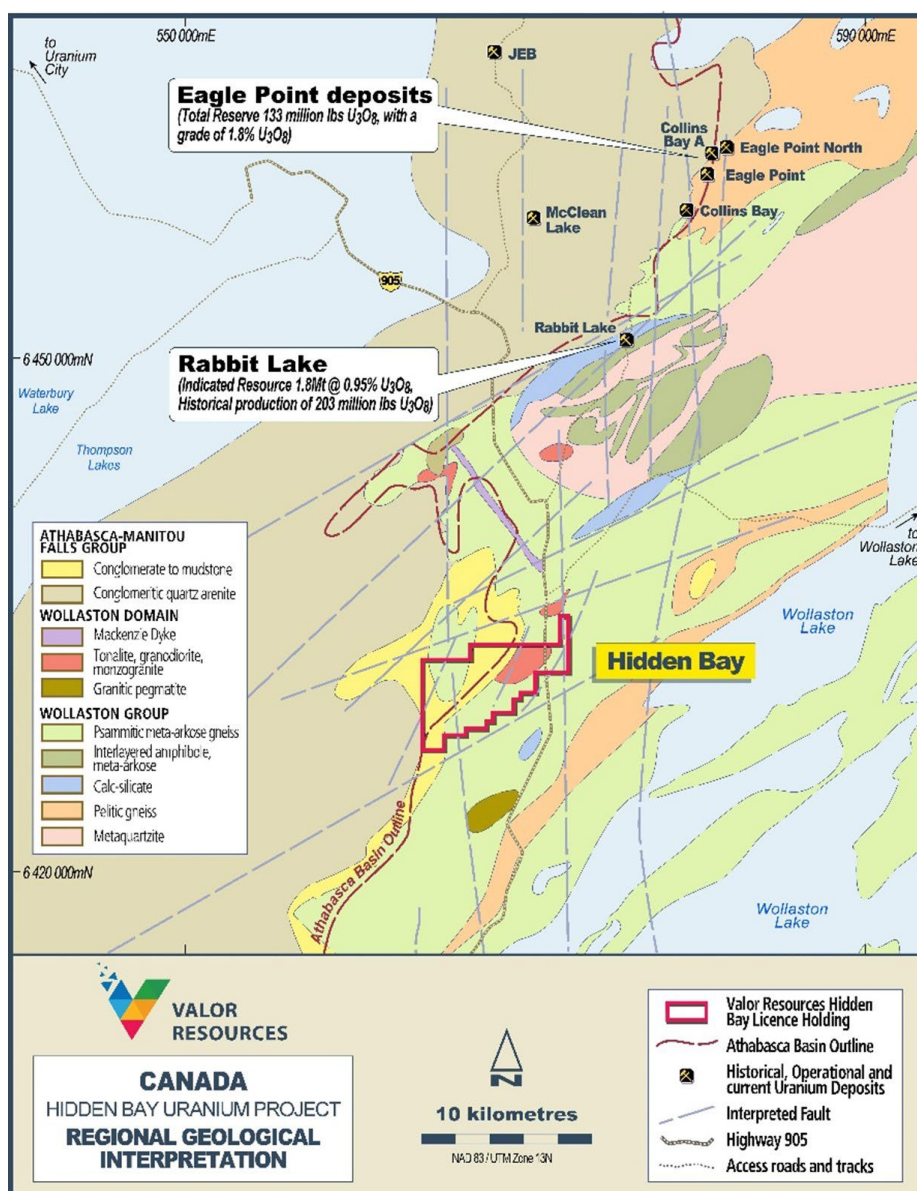 550 000mE
590 000mE
to
Uranium
City
JEB
Eagle Point deposits
(Total Reserve 133 million lbs U3O8, with a
grade of 1.8% U3O8)
Collins
Bay A
Eagle Point North
Eagle Point
Collins Bay
McClean
Lake
905
Rabbit Lake
6 450 000mN
Rabbit Lake
(Indicated Resource 1.8Mt @ 0.95% U3O8,
Historical production of 203 million lbs U3O8)
Waterbury
Lake
Thompson
Lakes
to
Wollaston
Lake
Wollaston
Lake
Hidden Bay
ATHABASCA-MANITOU
FALLS GROUP
Conglomerate to mudstone
Conglomeritic quartz arenite
WOLLASTON DOMAIN
Mackenzie Dyke
Tonalite, granodiorite,
monzogranite
Granitic pegmatite
WOLLASTON GROUP
Psammitic meta-arkose gneiss
Interlayered amphibole,
meta-arkose
Calc-silicate
Pelitic gneiss
Metaquartzite
6 420 000mN
Athabasca Basin Outline
Wollaston
Lake
VALOR
RESOURCES
CANADA
HIDDEN BAY URANIUM PROJECT
REGIONAL GEOLOGICAL
INTERPRETATION
N
10 kilometres
NAD 83 / UTM Zone 13N
Valor Resources Hidden
Bay Licence Holding
Athabasca Basin Outline
Historical, Operational and
current Uranium Deposits
Interpreted Fault
Highway 905
Access roads and tracks